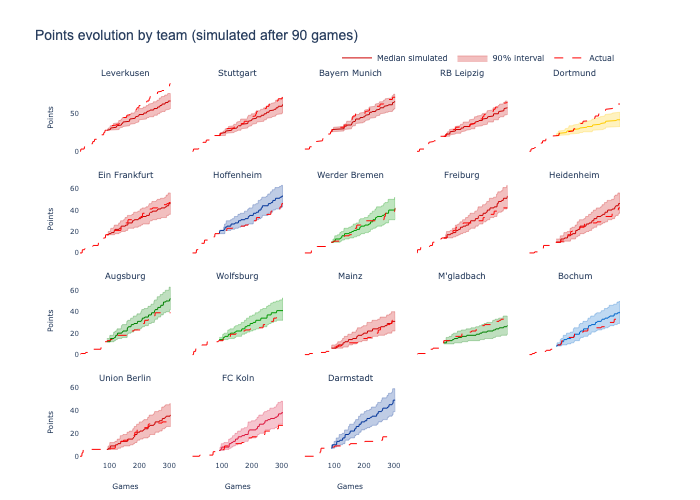 Points evolution by team (simulated after 90 games)
Median simulated 90% interval Actual
Leverkusen Stuttgart Bayern Munich RB Leipzig Dortmund
Points
50
0
Ein Frankfurt Hoffenheim Werder Bremen Freiburg Heidenheim
Points
60
40
20
0
Augsburg Wolfsburg Mainz M'gladbach Bochum
Points
60
40
20
0
Union Berlin FC Koln Darmstadt
Points
60
40
20
0
100 200 300 100 200 300 100 200 300
Games Games Games